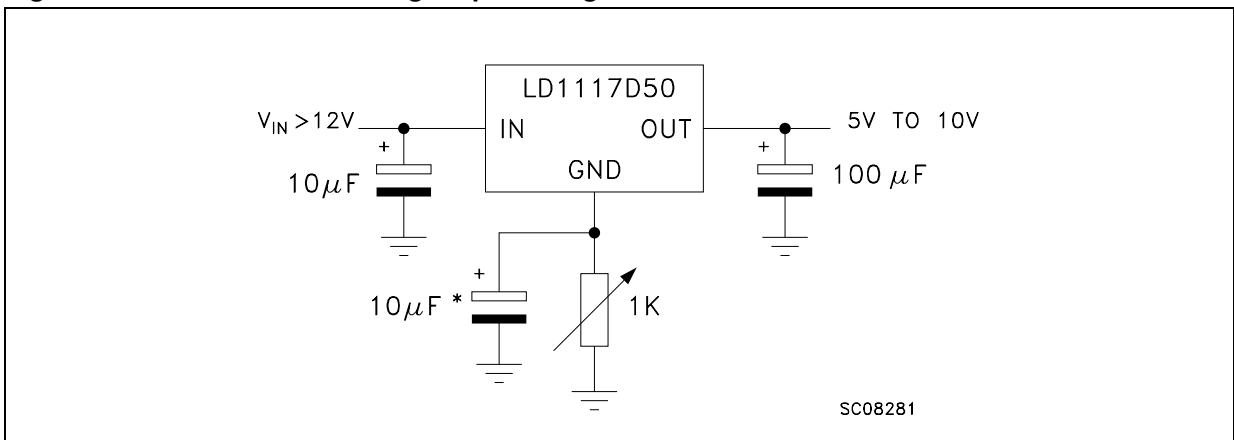 LD1117D50
V_IN >12V
IN
OUT
5V TO 10V
+
+
GND
10µF
100 µF
+
10µF *
1K
SC08281